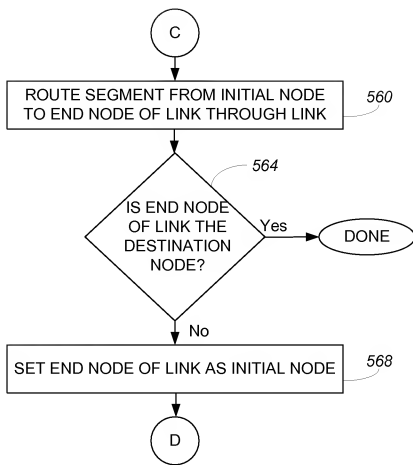 C
ROUTE SEGMENT FROM INITIAL NODE
TO END NODE OF LINK THROUGH LINK
560
564
IS END NODE
OF LINK THE
DESTINATION
NODE?
Yes
DONE
No
SET END NODE OF LINK AS INITIAL NODE
568
D